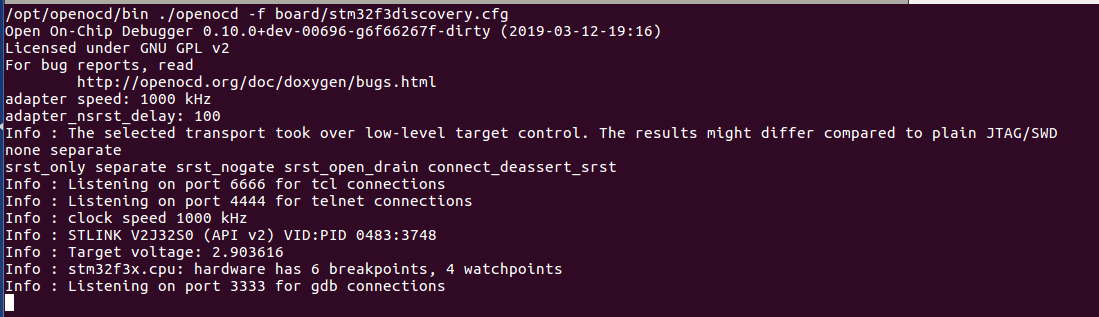 /opt/openocd/bin ./openocd -f board/stm32f3discovery.cfg
Open On-Chip Debugger 0.10.0+dev-00696-g6f66267f-dirty (2019-03-12-19:16)
Licensed under GNU GPL v2
For bug reports, read
        http://openocd.org/doc/doxygen/bugs.html
adapter speed: 1000 kHz
adapter_nsrst_delay: 100
Info : The selected transport took over low-level target control. The results might differ compared to plain JTAG/SWD
none separate
srst_only separate srst_nogate srst_open_drain connect_deassert_srst
Info : Listening on port 6666 for tcl connections
Info : Listening on port 4444 for telnet connections
Info : clock speed 1000 kHz
Info : STLINK V2J32S0 (API v2) VID:PID 0483:3748
Info : Target voltage: 2.903616
Info : stm32f3x.cpu: hardware has 6 breakpoints, 4 watchpoints
Info : Listening on port 3333 for gdb connections